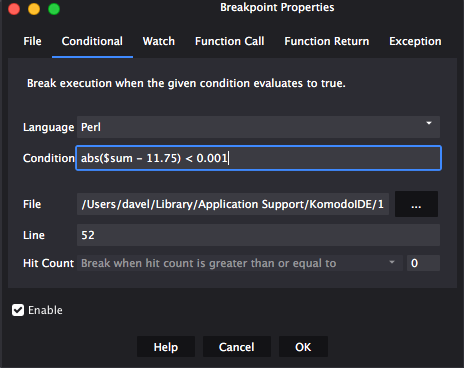 Breakpoint Properties
File Conditional Watch Function Call Function Return Exception
Break execution when the given condition evaluates to true.
Language Perl
Condition abs($sum - 11.75) < 0.001
File /Users/davel/Library/Application Support/KomodoIDE/1 ...
Line 52
Hit Count Break when hit count is greater than or equal to 0
Enable
Help Cancel OK